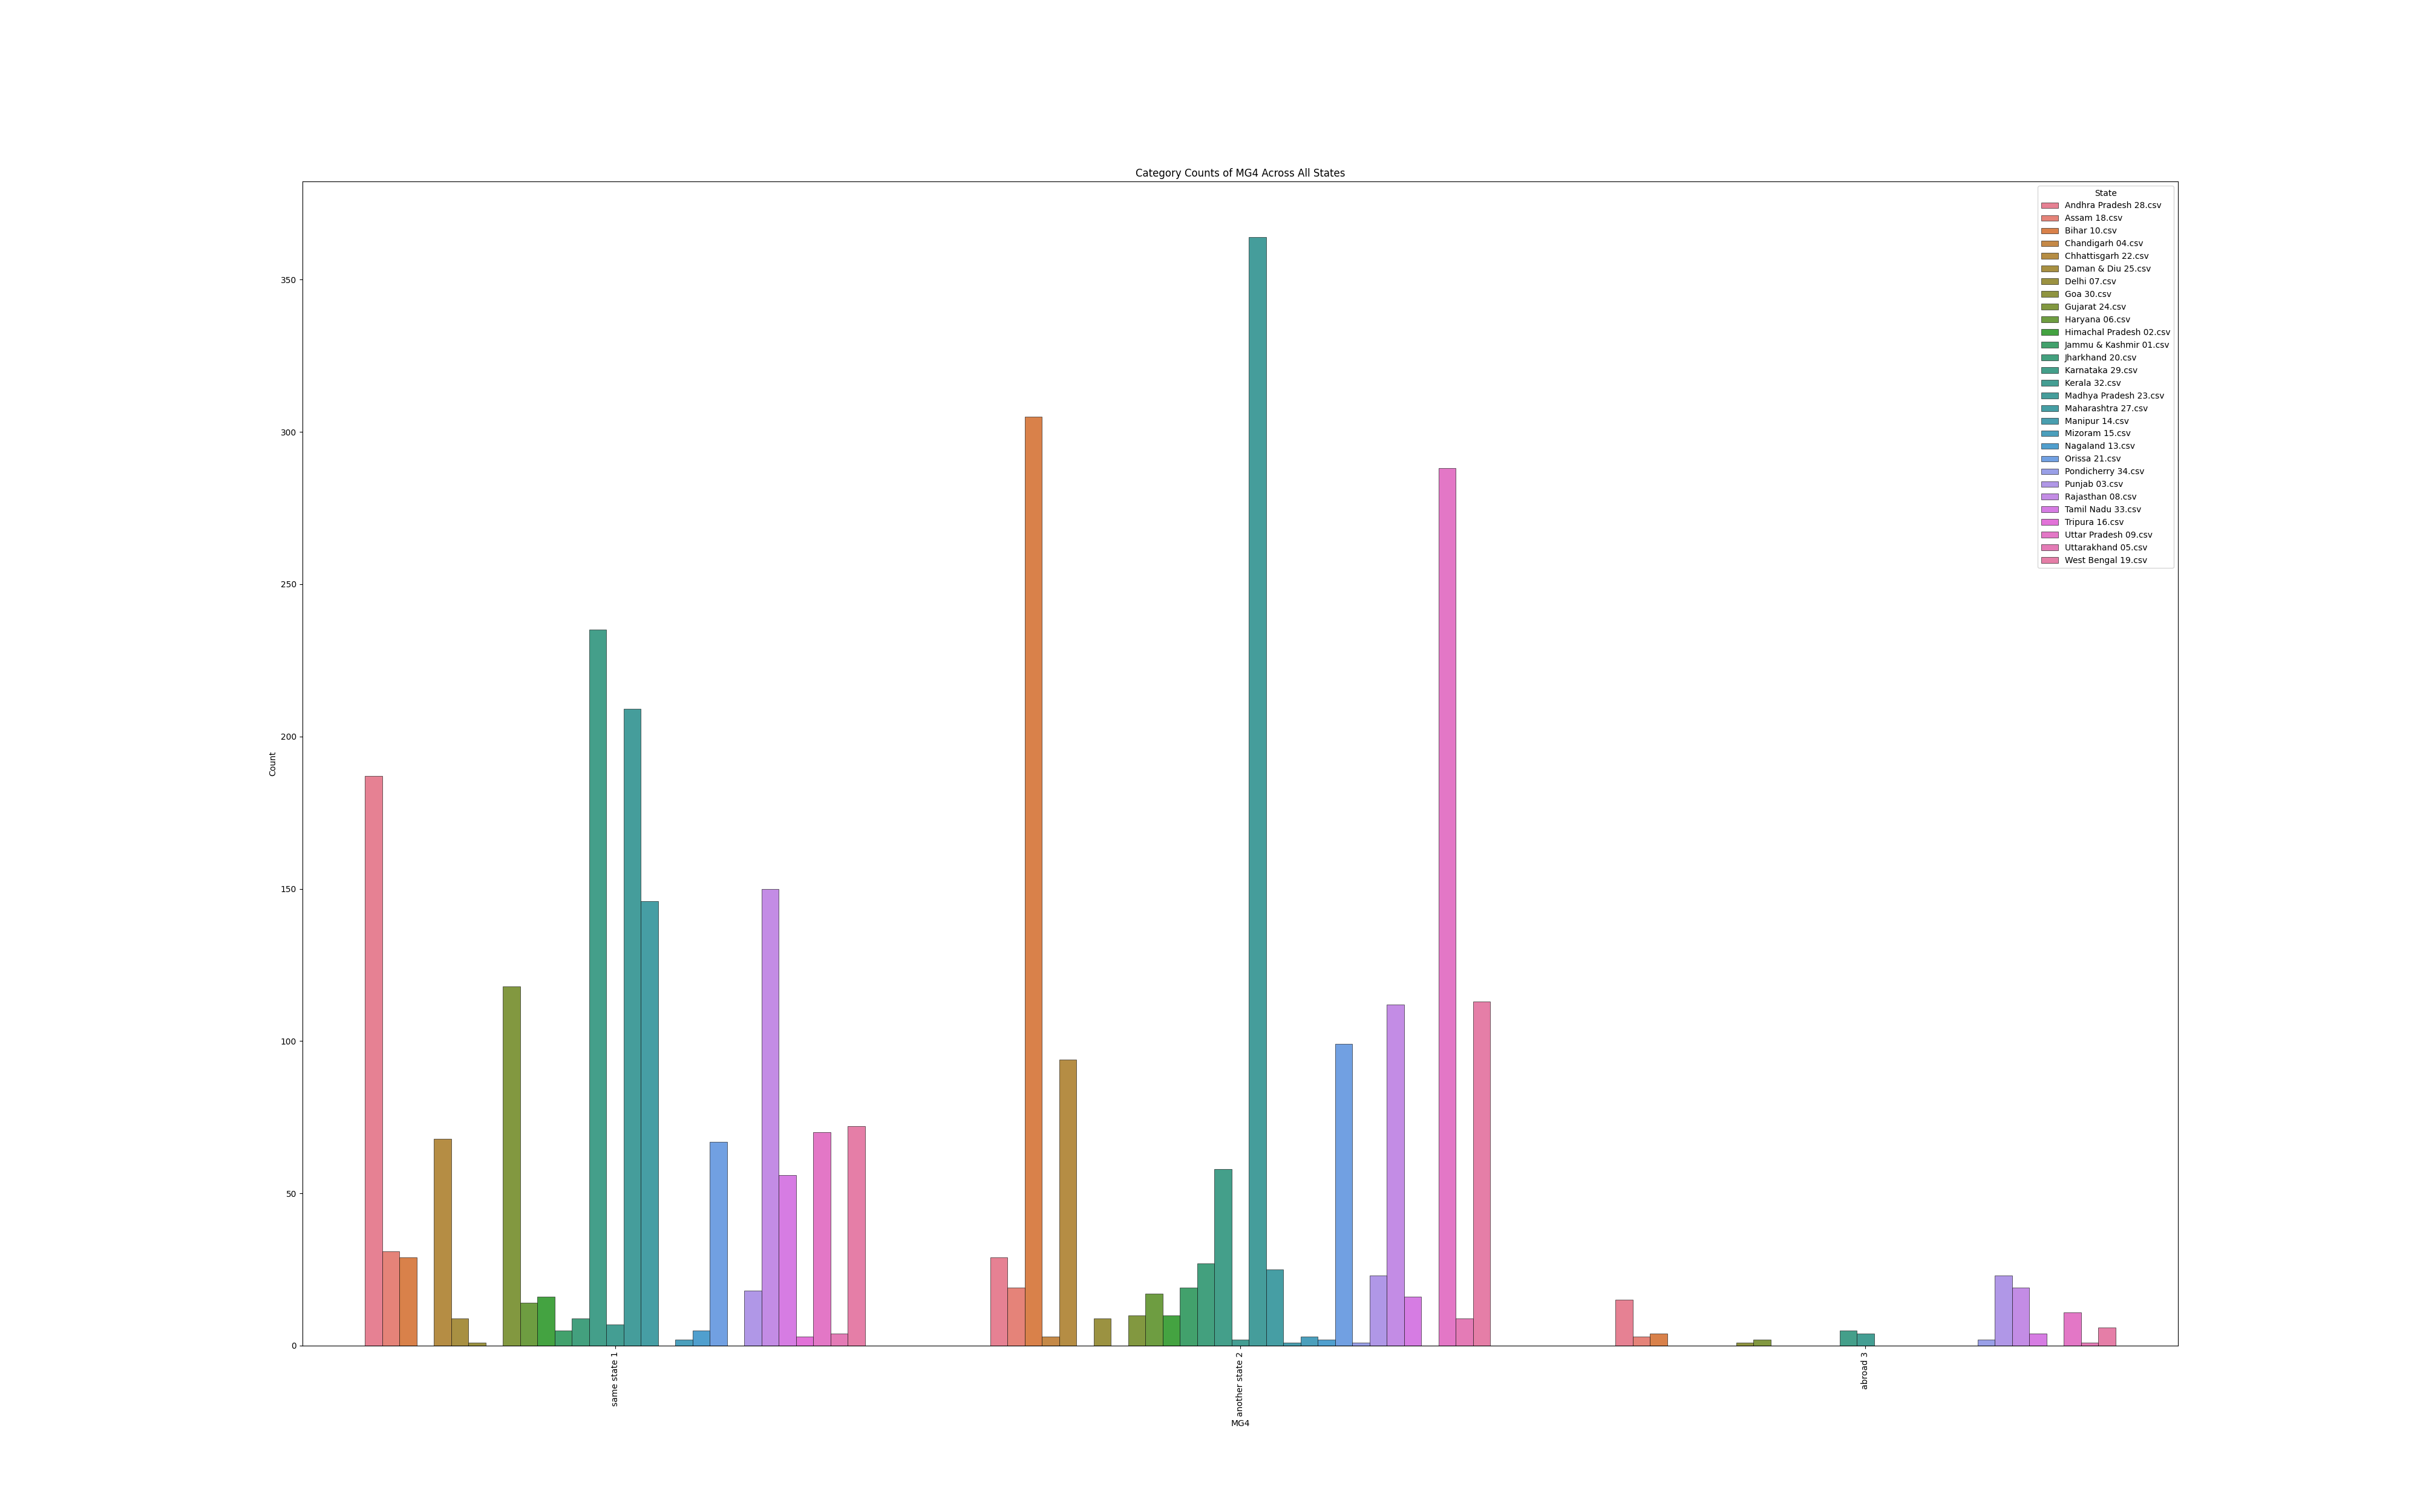 Category Counts of MG4 Across All States
State
Andhra Pradesh 28.csv
Assam 18.csv
Bihar 10.csv
Chandigarh 04.csv
Chhattisgarh 22.csv
Daman & Diu 25.csv
Delhi 07.csv
Goa 30.csv
Gujarat 24.csv
Haryana 06.csv
Himachal Pradesh 02.csv
Jammu & Kashmir 01.csv
Jharkhand 20.csv
Karnataka 29.csv
Kerala 32.csv
Madhya Pradesh 23.csv
Maharashtra 27.csv
Manipur 14.csv
Mizoram 15.csv
Nagaland 13.csv
Orissa 21.csv
Pondicherry 34.csv
Punjab 03.csv
Rajasthan 08.csv
Tamil Nadu 33.csv
Tripura 16.csv
Uttar Pradesh 09.csv
Uttarakhand 05.csv
West Bengal 19.csv
350
300
250
200
150
100
50
0
Count
same state 1
another state 2
abroad 3
MG4